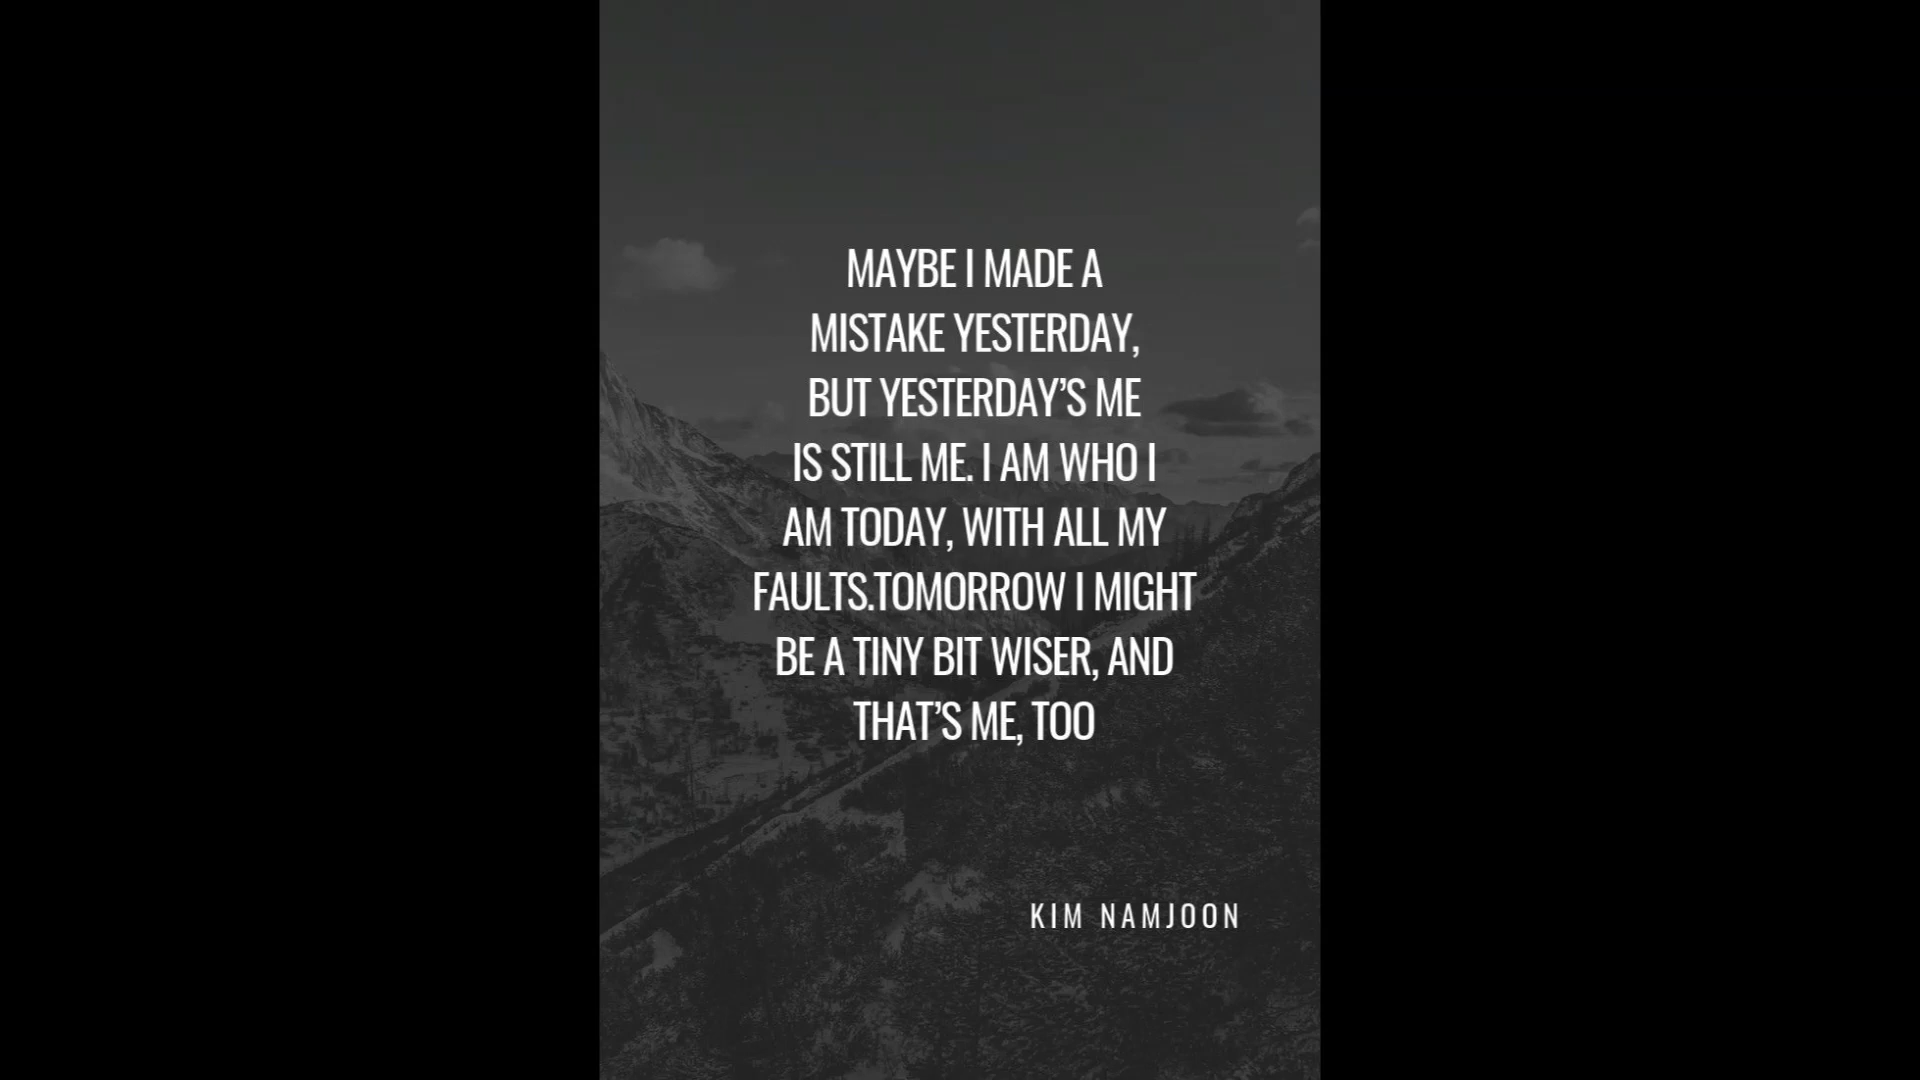 MAYBE I MADE A
MISTAKE YESTERDAY,
BUT YESTERDAY’S ME
IS STILL ME. I AM WHO I
AM TODAY, WITH ALL MY
FAULTS.TOMORROW I MIGHT
BE A TINY BIT WISER, AND
THAT’S ME, TOO
KIM NAMJOON